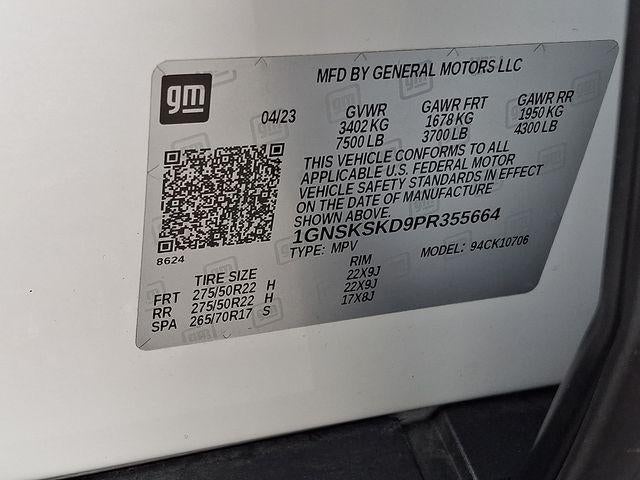 MFD BY GENERAL MOTORS LLC
gm
04/23 GVWR GAWR FRT GAWR RR
3402 KG 1678 KG 1950 KG
7500 LB 3700 LB 4300 LB
THIS VEHICLE CONFORMS TO ALL
APPLICABLE U.S. FEDERAL MOTOR
VEHICLE SAFETY STANDARDS IN EFFECT
ON THE DATE OF MANUFACTURE
SHOWN ABOVE.
1GNSKSKD9PR355664
TYPE: MPV MODEL: 94CK10706
8624
TIRE SIZE RIM
FRT 275/50R22 H 22X9J
RR 275/50R22 H 22X9J
SPA 265/70R17 S 17X8J